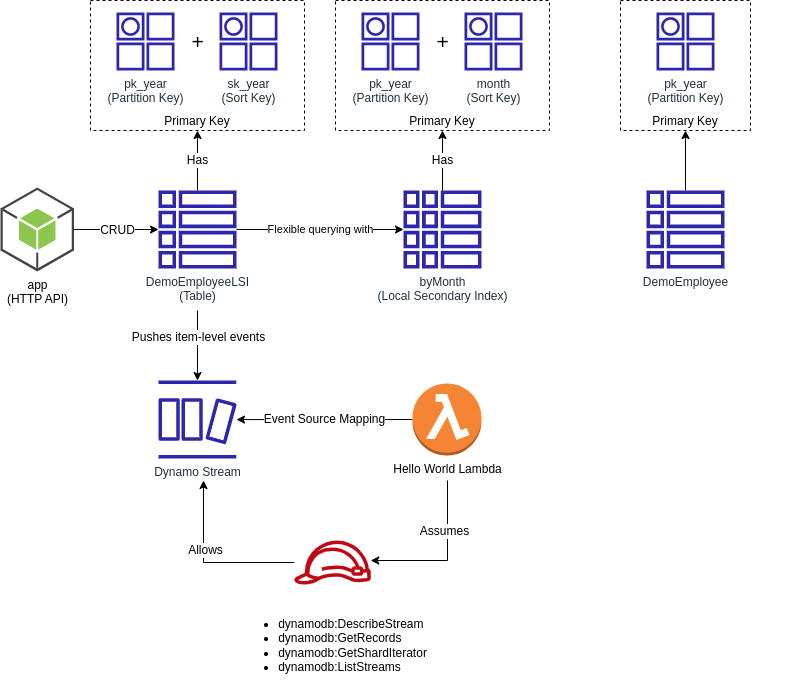 pk_year
(Partition Key)
+
sk_year
(Sort Key)
Primary Key
pk_year
(Partition Key)
+
month
(Sort Key)
Primary Key
pk_year
(Partition Key)
Primary Key
Has
Has
app
(HTTP API)
CRUD
DemoEmployeeLSI
(Table)
Flexible querying with
byMonth
(Local Secondary Index)
DemoEmployee
Pushes item-level events
Dynamo Stream
Event Source Mapping
Hello World Lambda
Assumes
Allows
• dynamodb:DescribeStream
• dynamodb:GetRecords
• dynamodb:GetShardIterator
• dynamodb:ListStreams